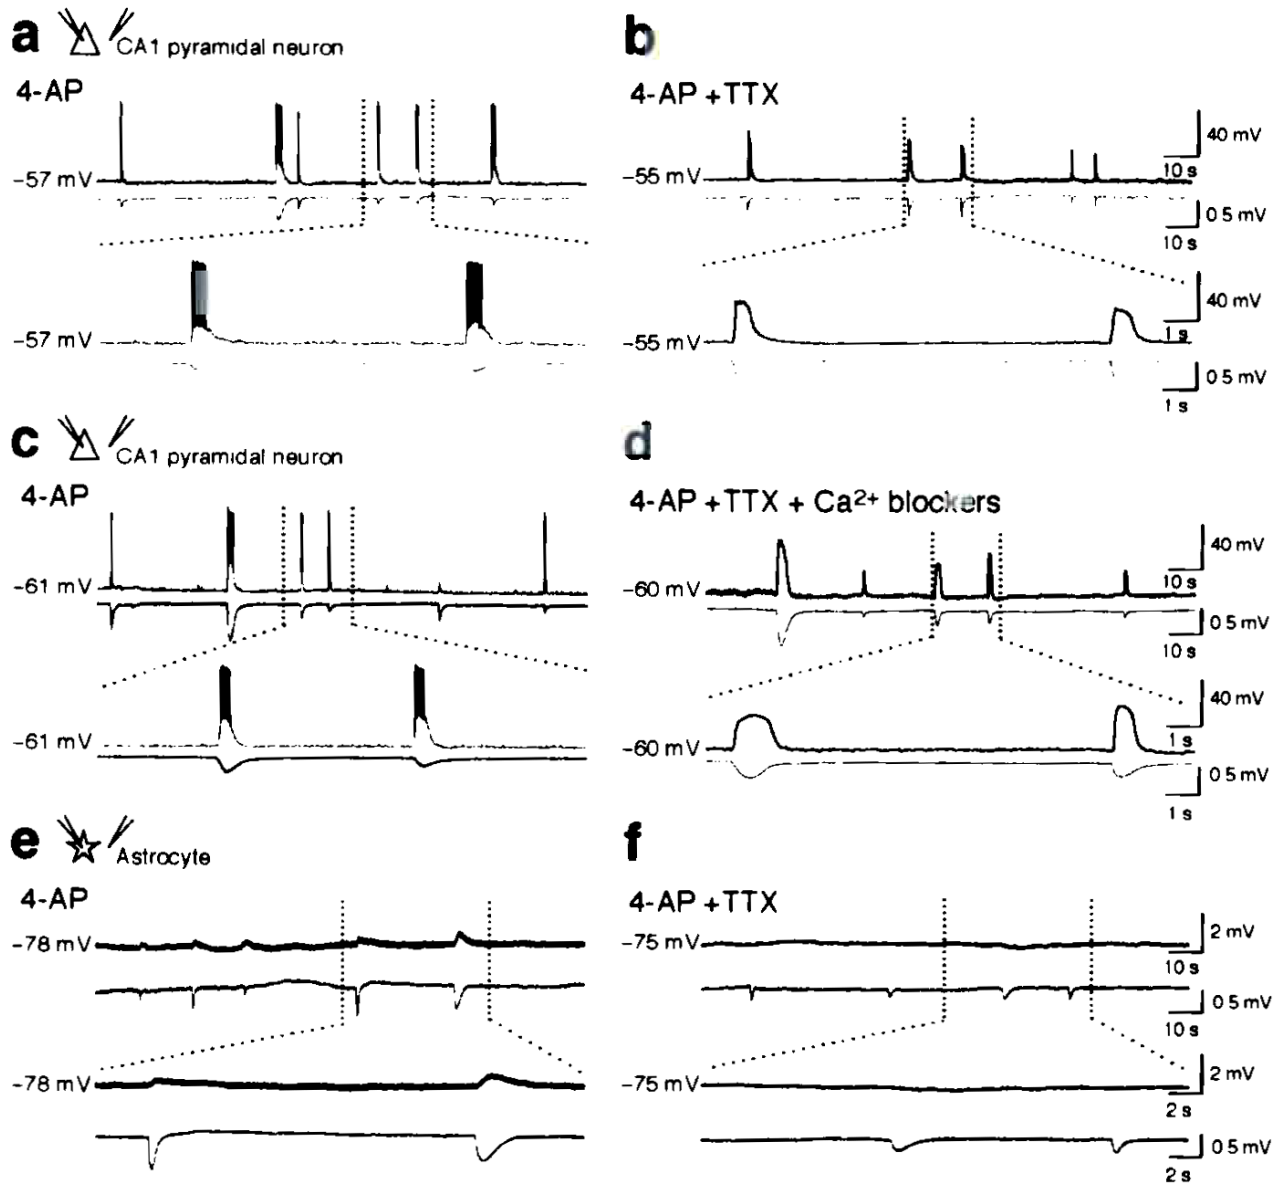 a
CA1 pyramidal neuron
4-AP
-57 mV
-57 mV
b
4-AP +TTX
-55 mV
40 mV
10 s
0 5 mV
10 s
-55 mV
40 mV
1 s
0 5 mV
1 s
c
CA1 pyramidal neuron
4-AP
-61 mV
-61 mV
d
4-AP +TTX + Ca²⁺ blockers
-60 mV
40 mV
10 s
0 5 mV
10 s
-60 mV
40 mV
1 s
0 5 mV
1 s
e
Astrocyte
4-AP
-78 mV
-78 mV
f
4-AP +TTX
-75 mV
2 mV
10 s
0 5 mV
10 s
-75 mV
2 mV
2 s
0 5 mV
2 s